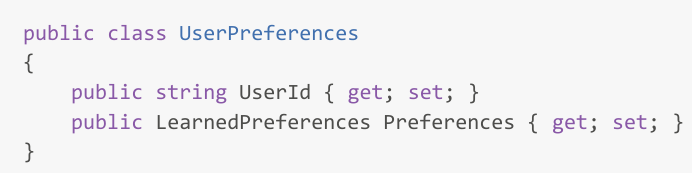 public class UserPreferences
{
    public string UserId { get; set; }
    public LearnedPreferences Preferences { get; set; }
}